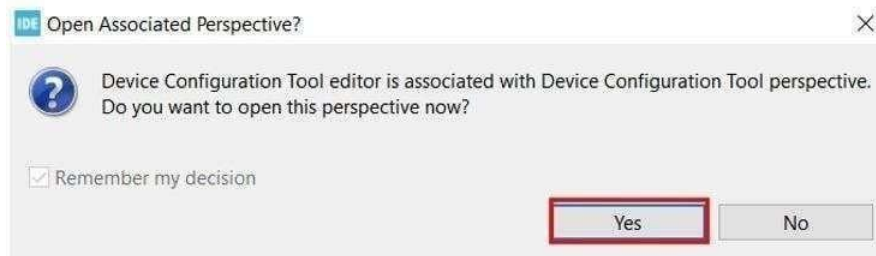 IDE Open Associated Perspective?
Device Configuration Tool editor is associated with Device Configuration Tool perspective.
Do you want to open this perspective now?
Remember my decision
Yes No